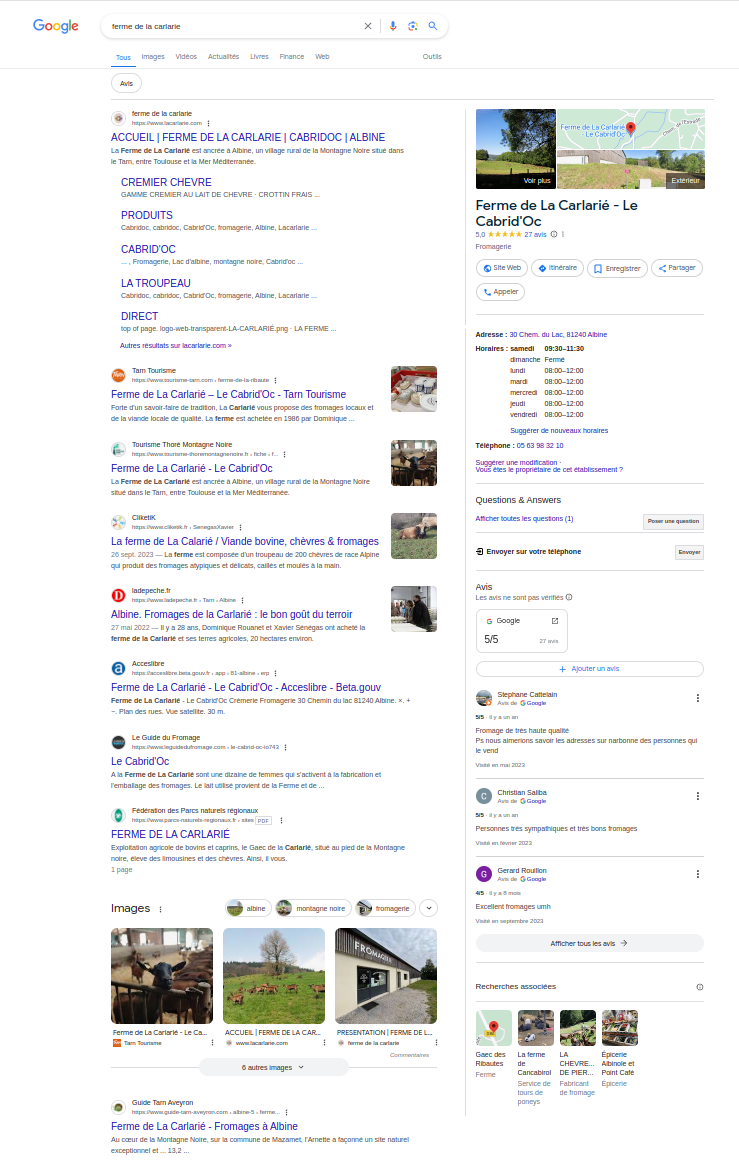 Google
ferme de la carlarie
Tous Images Vidéos Actualités Livres Finance Web Outils
Avis
ferme de la carlarie
https://www.lacarlarie.com
ACCUEIL | FERME DE LA CARLARIE | CABRIDOC | ALBINE
La Ferme de La Carlarié est ancrée à Albine, un village rural de la Montagne Noire situé dans
le Tarn, entre Toulouse et la Mer Méditerranée.
CREMIER CHEVRE
GAMME CREMIER AU LAIT DE CHEVRE · CROTTIN FRAIS ...
PRODUITS
Cabridoc, cabridoc, Cabrid'Oc, fromagerie, Albine, Lacarlarie ...
CABRID'OC
... , Fromagerie, Lac d'albine, montagne noire, Cabrid'oc ...
LA TROUPEAU
Cabridoc, cabridoc, Cabrid'Oc, fromagerie, Albine, Lacarlarie ...
DIRECT
top of page. logo-web-transparent-LA-CARLARIÉ.png · LA FERME ...
Autres résultats sur lacarlarie.com »
Tarn Tourisme
https://www.tourisme-tarn.com › ferme-de-la-ribaute
Ferme de La Carlarié – Le Cabrid'Oc - Tarn Tourisme
Forte d'un savoir-faire de tradition, La Carlarié vous propose des fromages locaux et
de la viande locale de qualité. La ferme est achetée en 1986 par Dominique ...
Tourisme Thoré Montagne Noire
https://www.tourisme-thoremontagnenoire.fr › fiche › f...
Ferme de La Carlarié - Le Cabrid'Oc
La Ferme de La Carlarié est ancrée à Albine, un village rural de la Montagne Noire
situé dans le Tarn, entre Toulouse et la Mer Méditerranée.
CliketiK
https://www.cliketik.fr › SenegasXavier
La ferme de La Calarié / Viande bovine, chèvres & fromages
26 sept. 2023 — La ferme est composée d'un troupeau de 200 chèvres de race Alpine
qui produit des fromages atypiques et délicats, caillés et moulés à la main.
ladepeche.fr
https://www.ladepeche.fr › Tarn › Albine
Albine. Fromages de la Carlarié : le bon goût du terroir
27 mai 2022 — Il y a 28 ans, Dominique Rouanet et Xavier Sénégas ont acheté la
ferme de la Carlarié et ses terres agricoles, 20 hectares environ.
Acceslibre
https://acceslibre.beta.gouv.fr › app › 81-albine › erp
Ferme de La Carlarié - Le Cabrid'Oc - Acceslibre - Beta.gouv
Ferme de La Carlarié - Le Cabrid'Oc Crèmerie Fromagerie 30 Chemin du lac 81240 Albine. ×. +
−. Plan des rues. Vue satellite. 30 m.
Le Guide du Fromage
https://www.leguidedufromage.com › le-cabrid-oc-io743
Le Cabrid'Oc
A la Ferme de La Carlarié sont une dizaine de femmes qui s'activent à la fabrication et
l'emballage des fromages. Le lait utilisé provient de la Ferme et de ...
Fédération des Parcs naturels régionaux
https://www.parcs-naturels-regionaux.fr › sites PDF
FERME DE LA CARLARIÉ
Exploitation agricole de bovins et caprins, le Gaec de la Carlarié, situé au pied de la Montagne
noire, élève des limousines et des chèvres. Ainsi, il vous.
1 page
Images
albine montagne noire fromagerie
FROMAGERIE
Ferme de La Carlarié - Le Ca...
Tarn Tourisme
ACCUEIL | FERME DE LA CAR...
www.lacarlarie.com
PRESENTATION | FERME DE L...
ferme de la carlarie
Commentaires
6 autres images
Guide Tarn Aveyron
https://www.guide-tarn-aveyron.com › albine-5 › ferme...
Ferme de La Carlarié - Fromages à Albine
Au cœur de la Montagne Noire, sur la commune de Mazamet, l'Arnette a façonné un site naturel
exceptionnel et ... 13,2 ...
Voir plus
Ferme de La Carlarié
- Le Cabrid'Oc
Chem. de l'Estrade
Extérieur
Ferme de La Carlarié - Le
Cabrid'Oc
5,0 27 avis
Fromagerie
Site Web Itinéraire Enregistrer Partager
Appeler
Adresse : 30 Chem. du Lac, 81240 Albine
Horaires : samedi 09:30–11:30
dimanche Fermé
lundi 08:00–12:00
mardi 08:00–12:00
mercredi 08:00–12:00
jeudi 08:00–12:00
vendredi 08:00–12:00
Suggérer de nouveaux horaires
Téléphone : 05 63 98 32 10
Suggérer une modification ·
Vous êtes le propriétaire de cet établissement ?
Questions & Answers
Afficher toutes les questions (1)
Poser une question
Envoyer sur votre téléphone
Envoyer
Avis
Les avis ne sont pas vérifiés
G Google
5/5 27 avis
Ajouter un avis
Stephane Cattelain
Avis de Google
5/5 · il y a un an
Fromage de très haute qualité
Ps nous aimerions savoir les adresses sur narbonne des personnes qui
le vend
Visité en mai 2023
C
Christian Saliba
Avis de Google
5/5 · il y a un an
Personnes très sympathiques et très bons fromages
Visité en février 2023
G
Gerard Rouillon
Avis de Google
4/5 · il y a 8 mois
Excellent fromages umh
Visité en septembre 2023
Afficher tous les avis
Recherches associées
Gaec des
Ribautes
Ferme
La ferme
de
Cancabirol
Service de
tours de
poneys
LA
CHEVRE...
DE PIER...
Fabricant
de fromage
Épicerie
Albinole et
Point Café
Épicerie